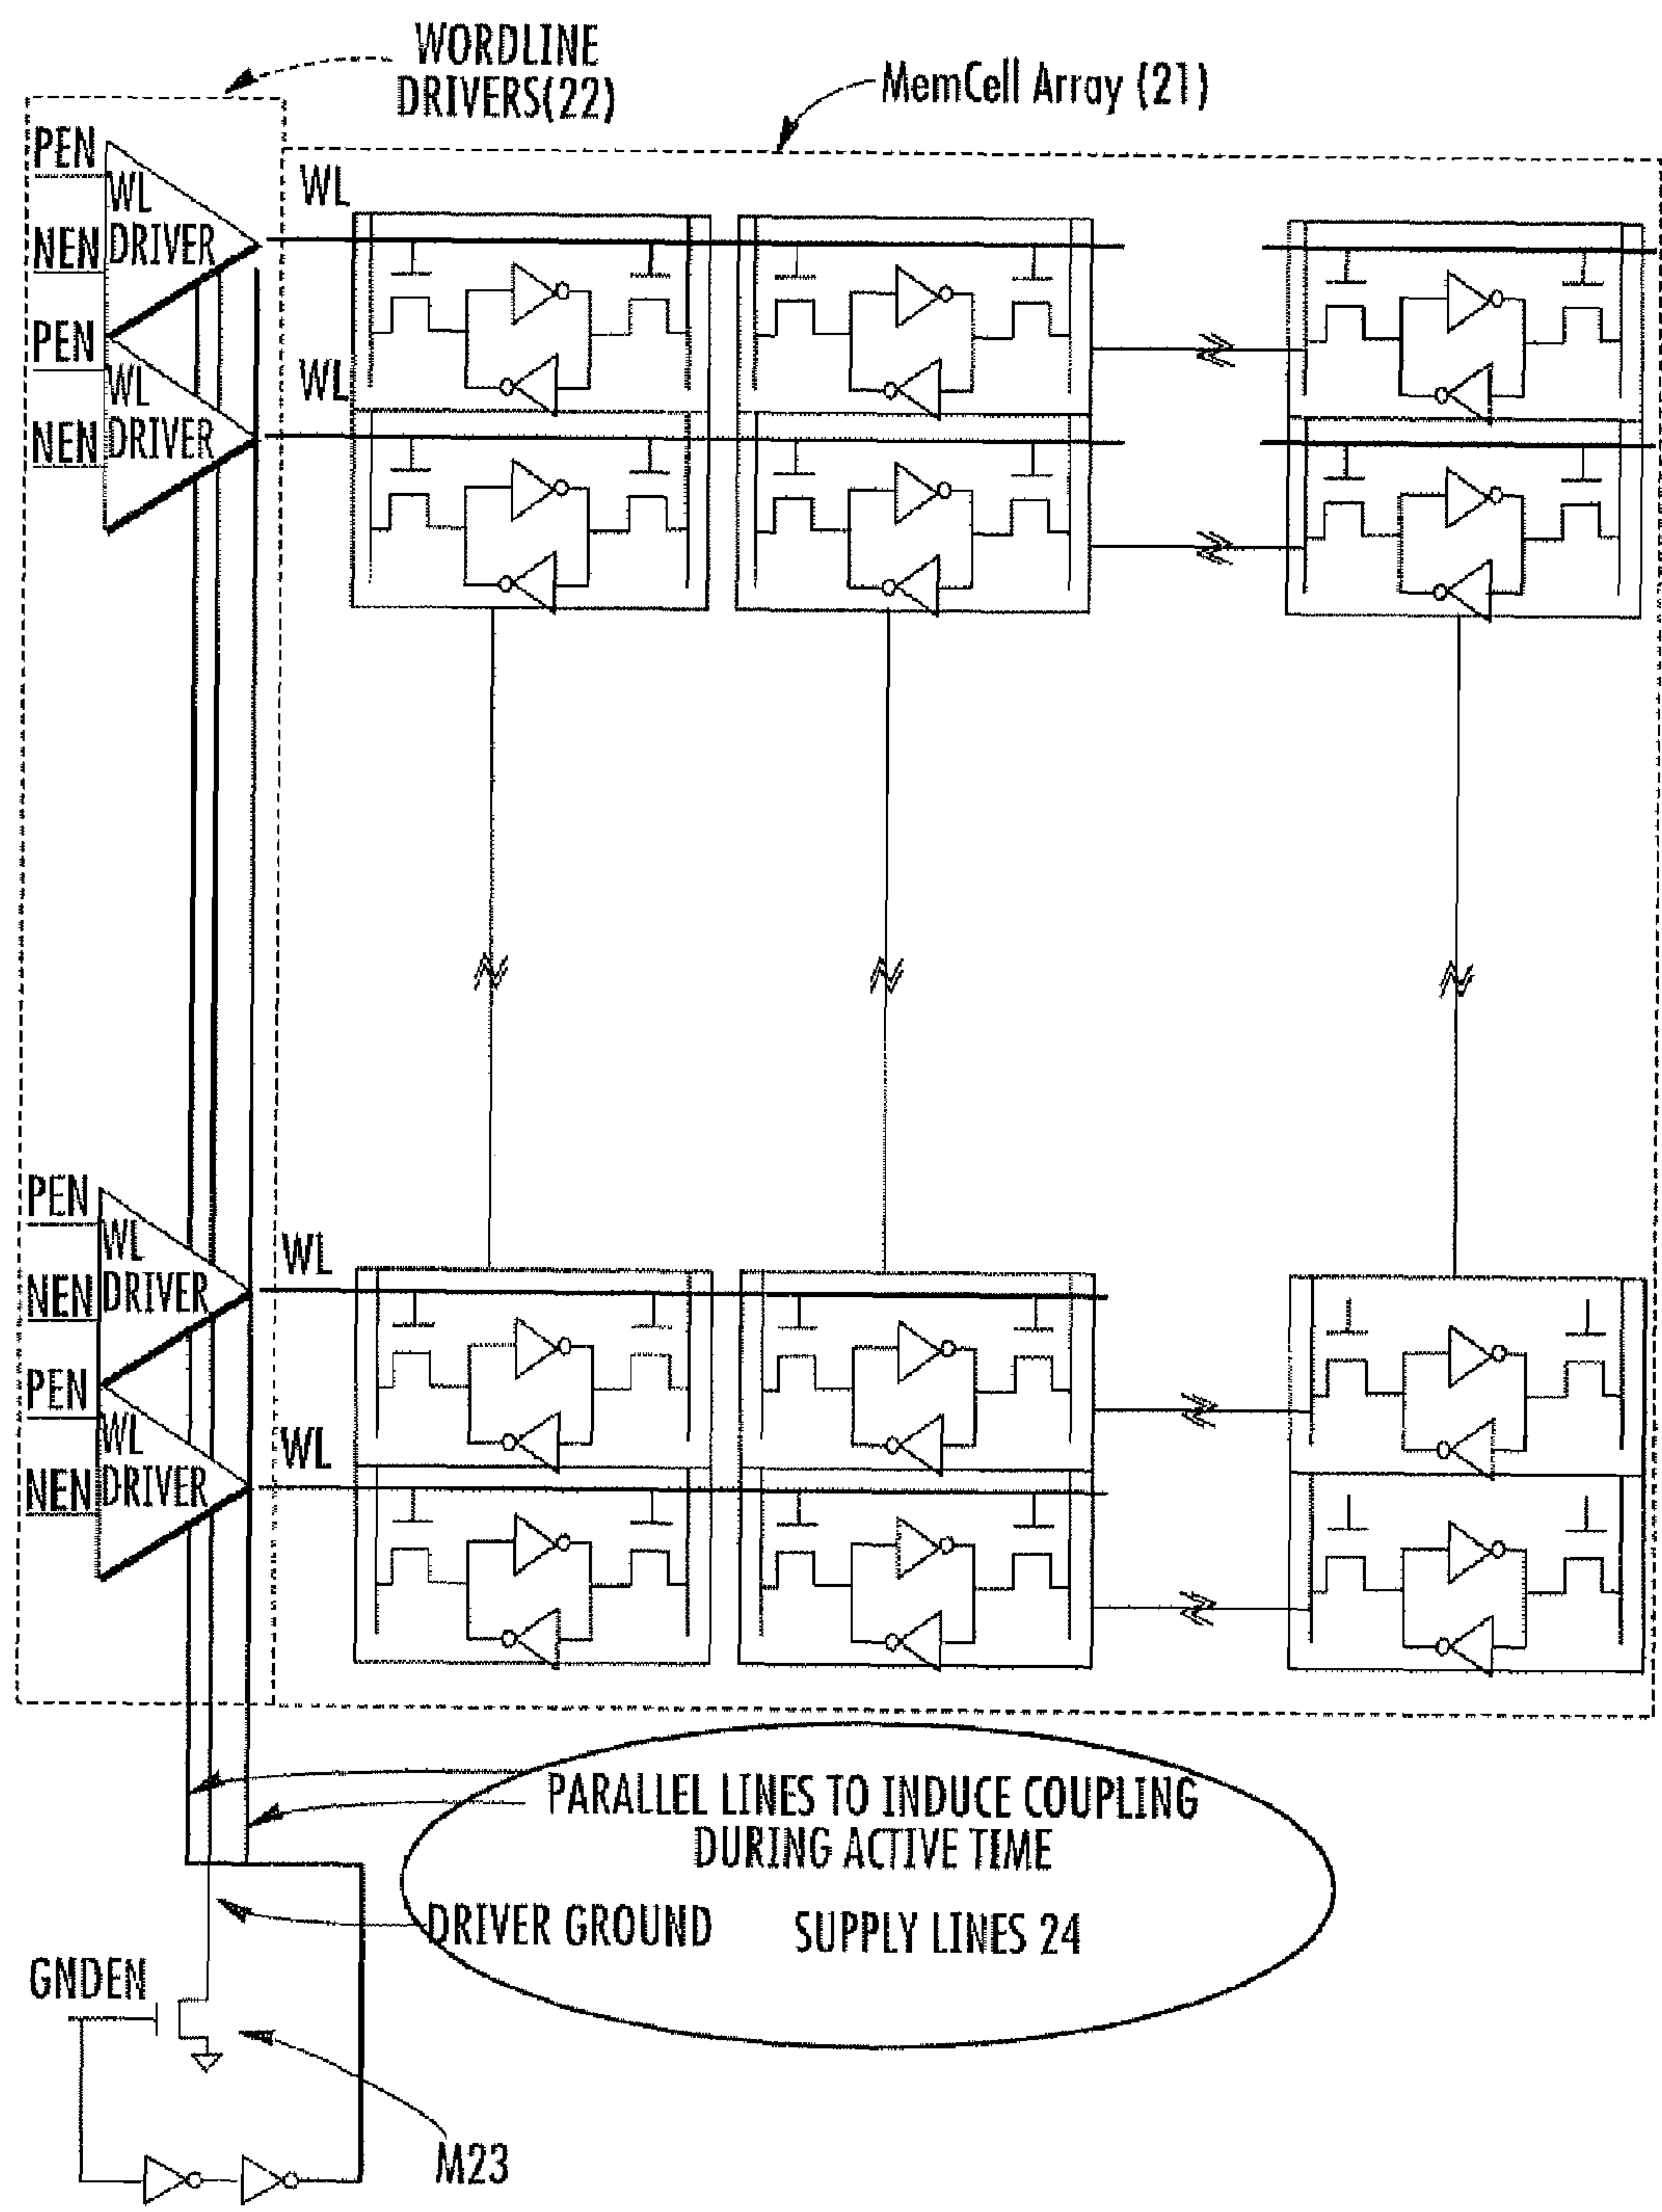 WORDLINE
DRIVERS(22)
MemCell Array (21)
PEN
WL
DRIVER
NEN
WL
PEN
WL
DRIVER
NEN
WL
PEN
WL
DRIVER
NEN
WL
PEN
WL
DRIVER
NEN
WL
PARALLEL LINES TO INDUCE COUPLING
DURING ACTIVE TIME
DRIVER GROUND
SUPPLY LINES 24
GNDEN
M23